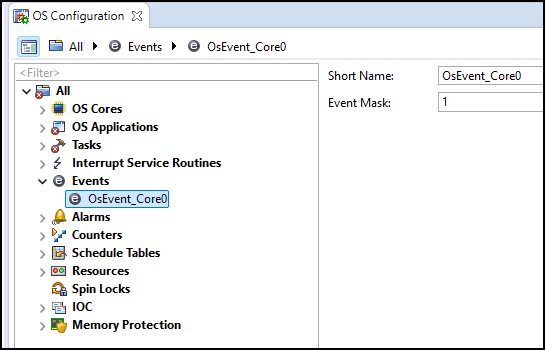 OS Configuration
All Events OsEvent_Core0
<Filter>
All
OS Cores
OS Applications
Tasks
Interrupt Service Routines
Events
OsEvent_Core0
Alarms
Counters
Schedule Tables
Resources
Spin Locks
IOC
Memory Protection
Short Name: OsEvent_Core0
Event Mask: 1